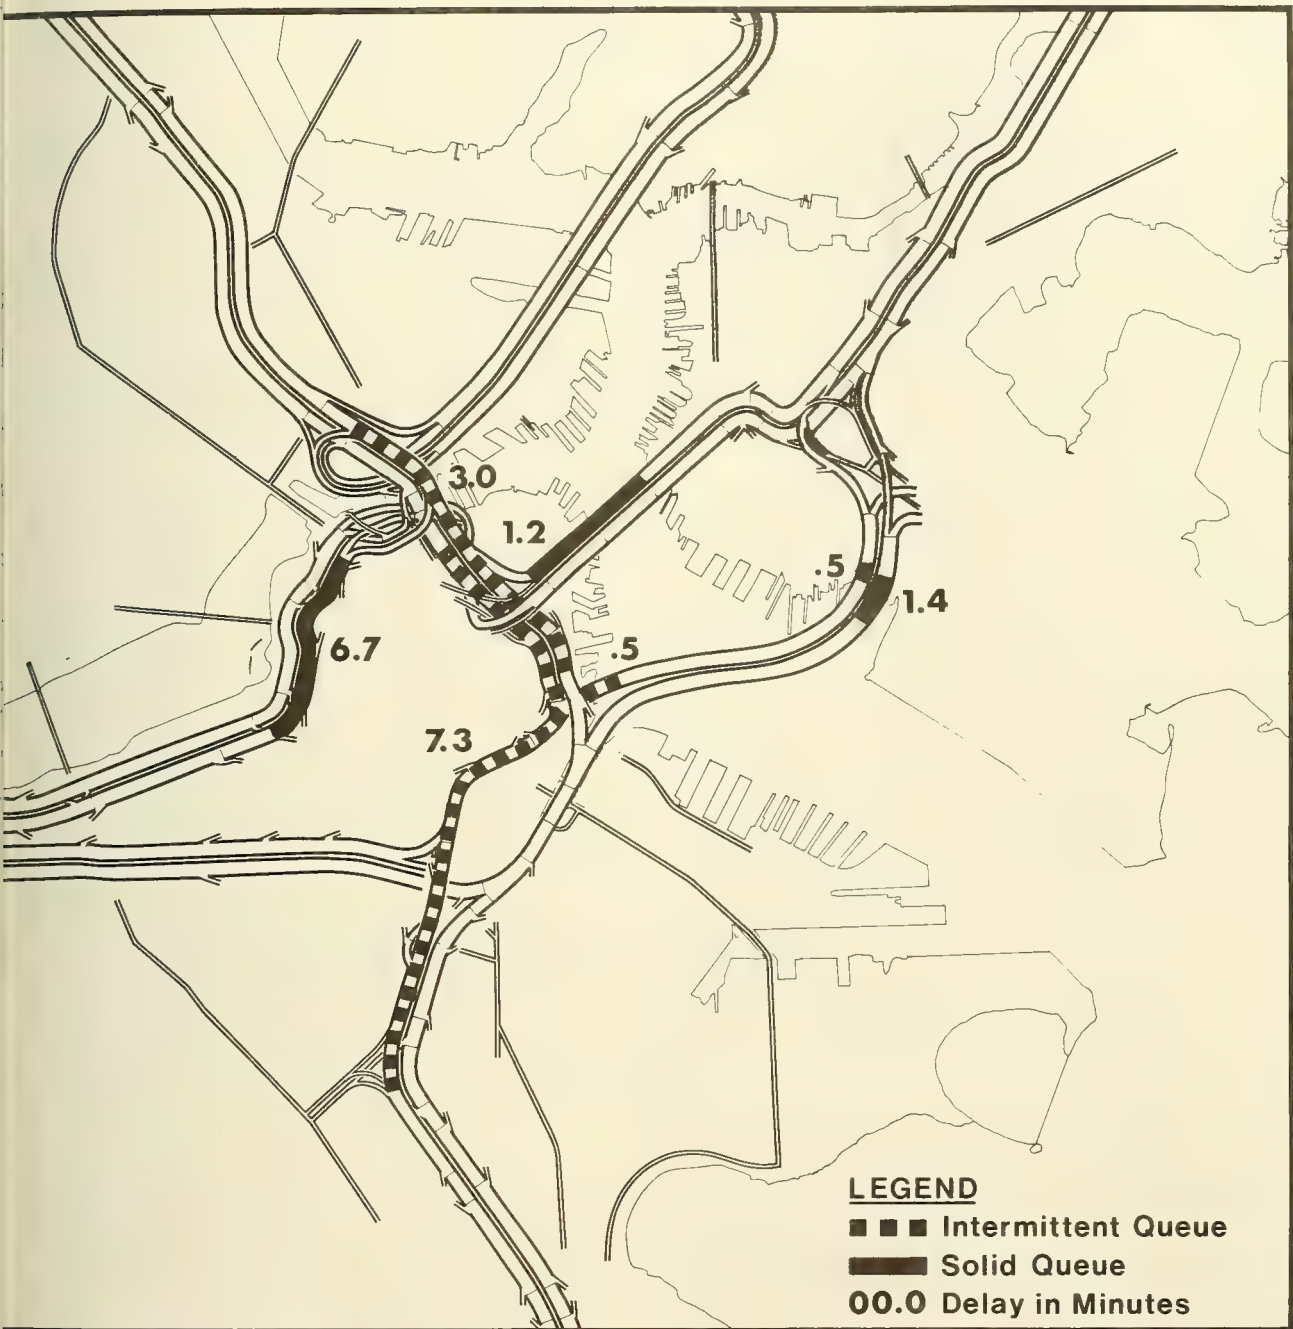 3.0
1.2
.5
1.4
6.7
.5
7.3
LEGEND
Intermittent Queue
Solid Queue
00.0 Delay in Minutes